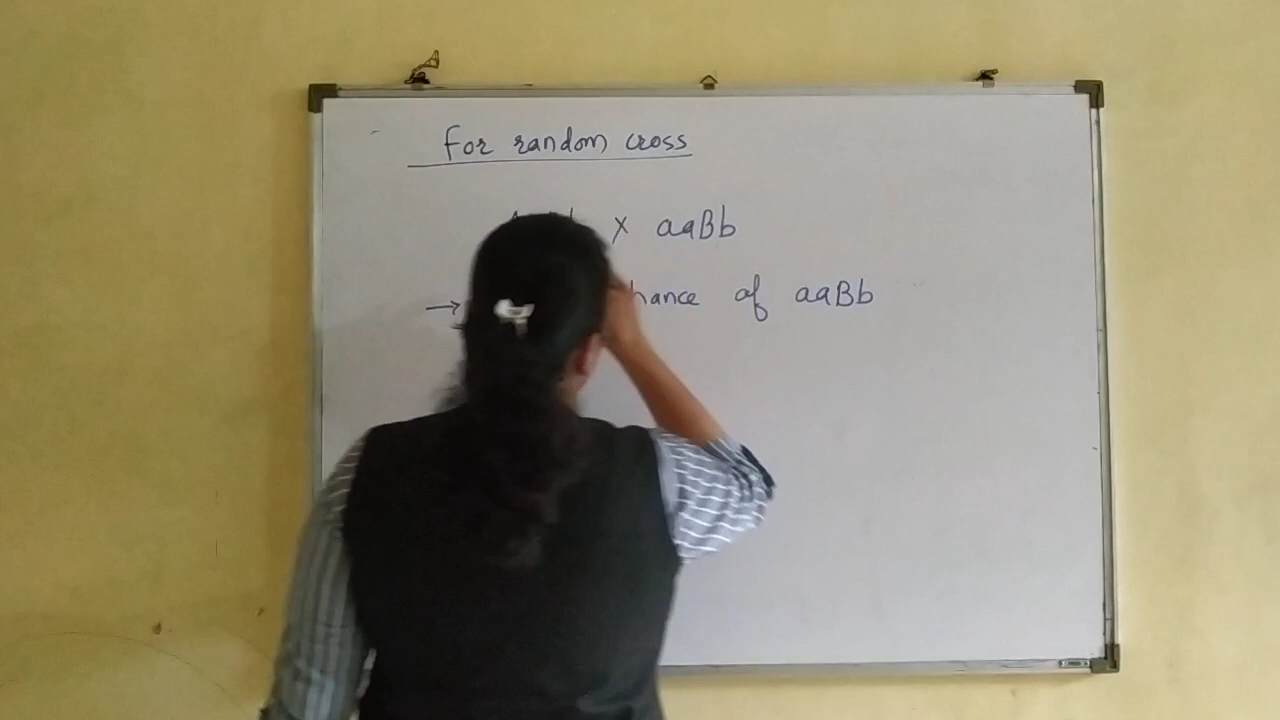 For random cross
x aaBb
→ hance of aaBb